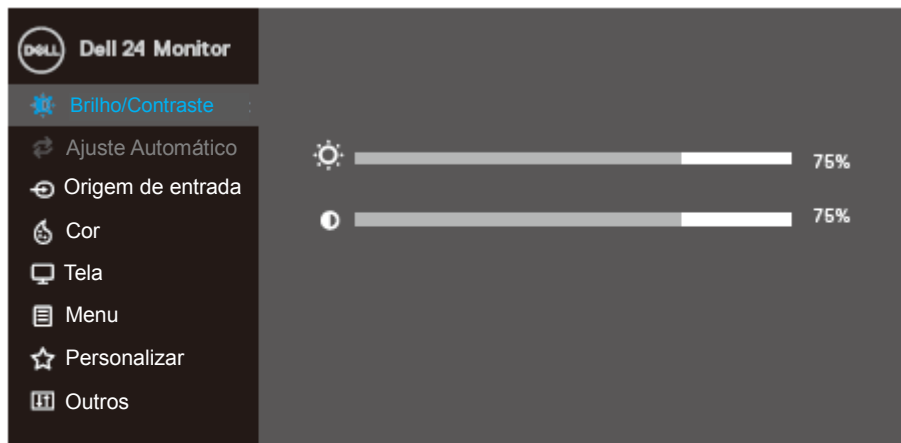 DELL Dell 24 Monitor
Brilho/Contraste :
Ajuste Automático
75%
Origem de entrada
Cor
75%
Tela
Menu
Personalizar
Outros